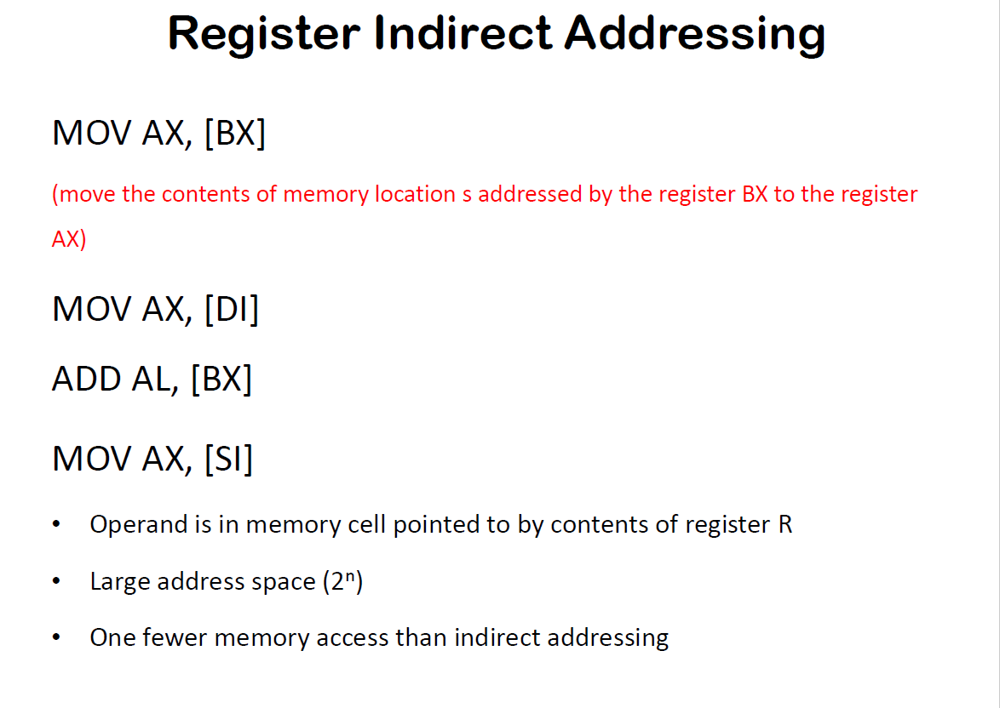 Register Indirect Addressing
MOV AX, [BX]
(move the contents of memory location s addressed by the register BX to the register
AX)
MOV AX, [DI]
ADD AL, [BX]
MOV AX, [SI]
• Operand is in memory cell pointed to by contents of register R
• Large address space (2ⁿ)
• One fewer memory access than indirect addressing